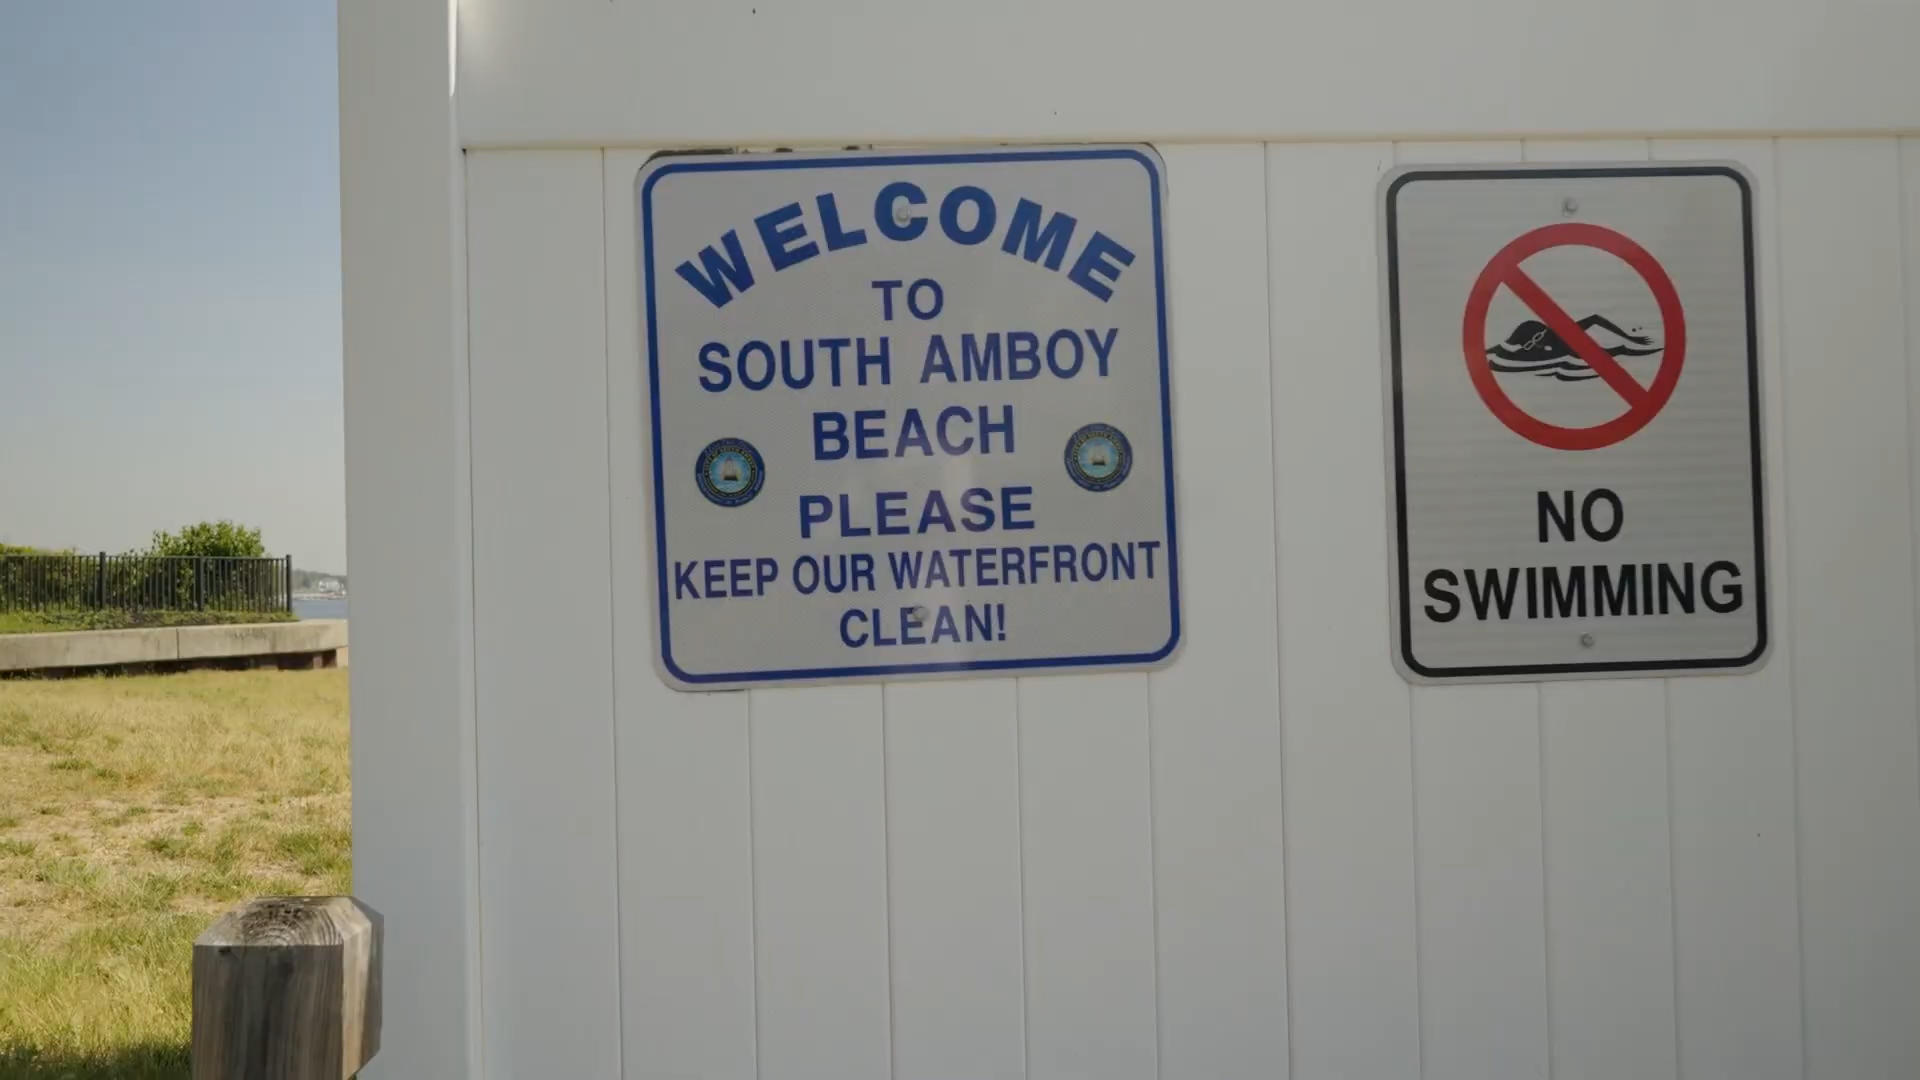 WELCOME
TO
SOUTH AMBOY
BEACH
PLEASE
KEEP OUR WATERFRONT
CLEAN!
NO
SWIMMING